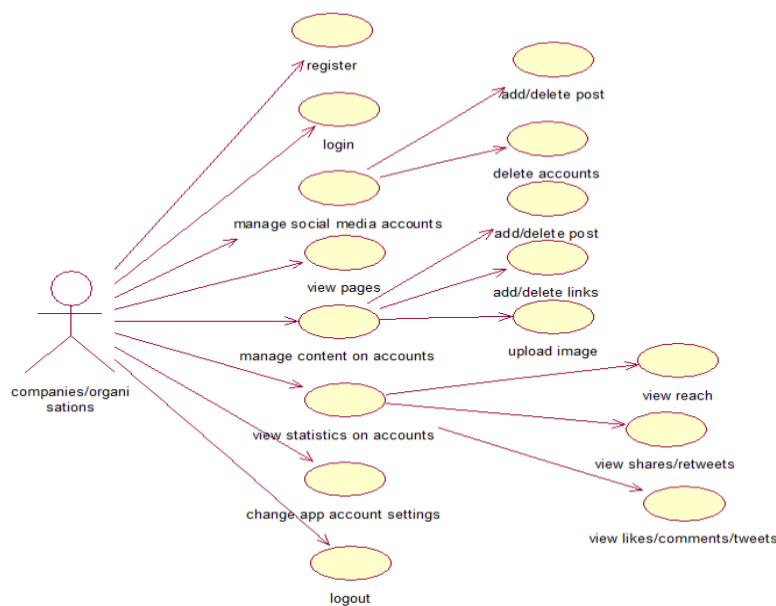 register
add/delete post
login
delete accounts
manage social media accounts
add/delete post
view pages
add/delete links
manage content on accounts
upload image
companies/organi
sations
view reach
view statistics on accounts
view shares/retweets
change app account settings
view likes/comments/tweets
logout